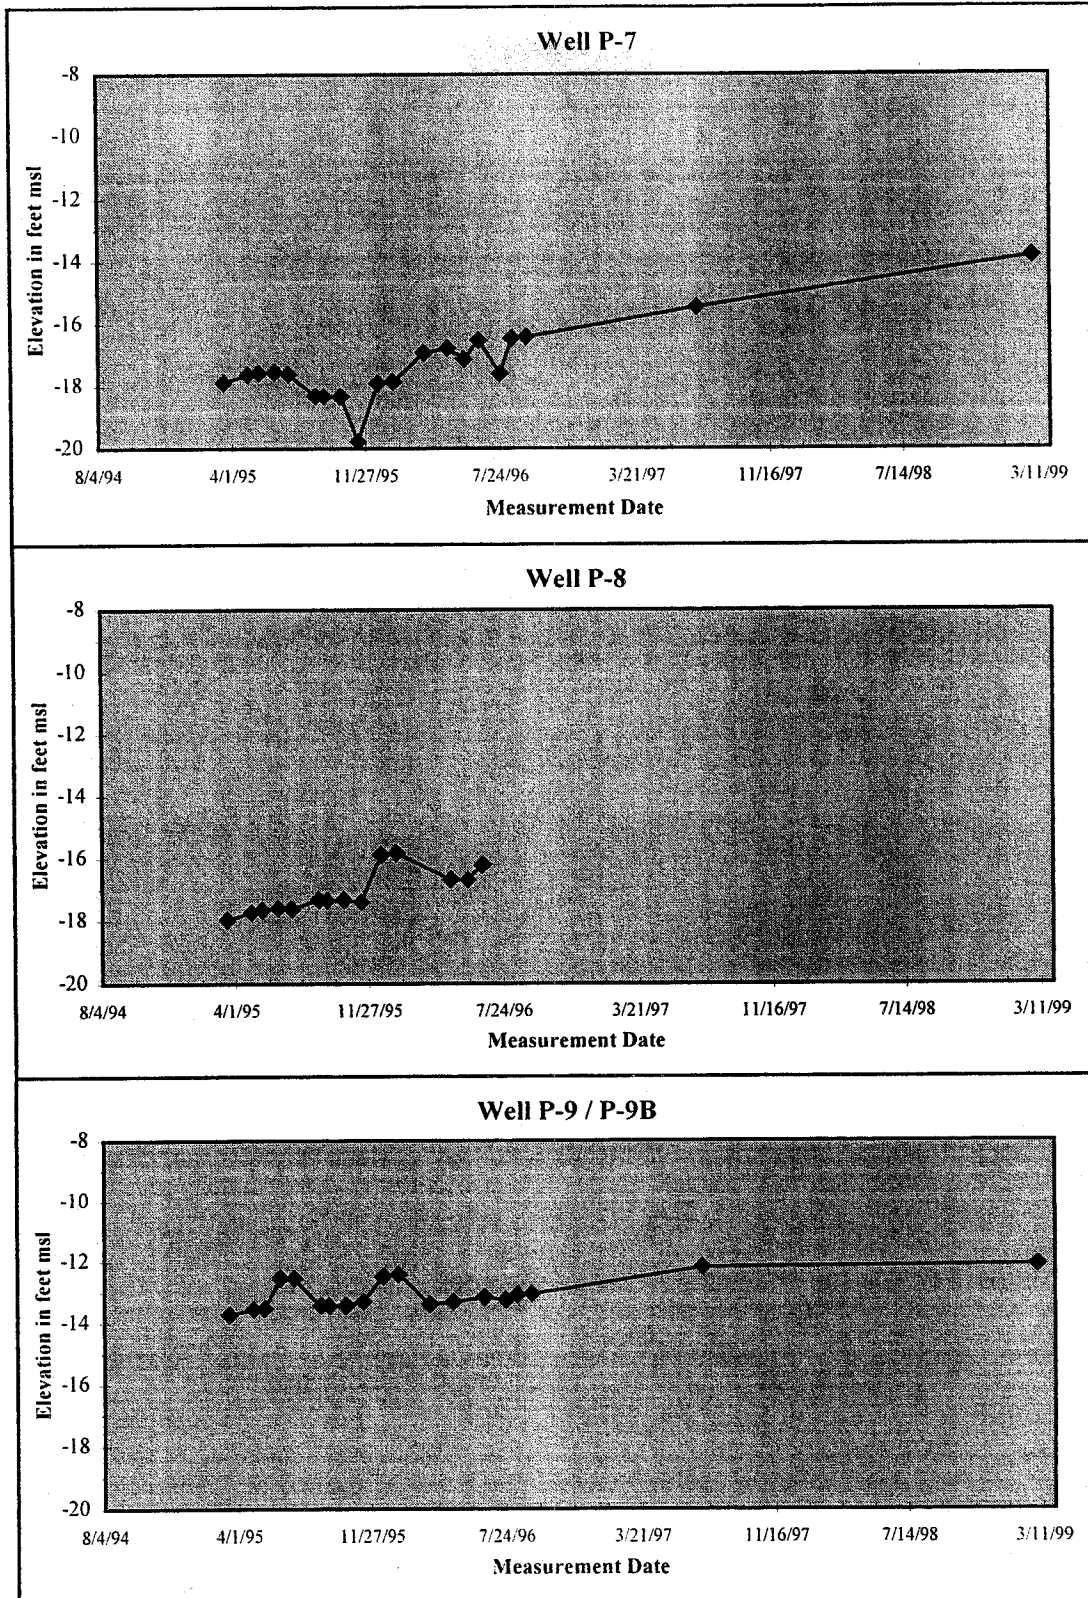 Well P-7
-8
-10
-12
-14
-16
-18
-20
Elevation in feet msl
8/4/94 4/1/95 11/27/95 7/24/96 3/21/97 11/16/97 7/14/98 3/11/99
Measurement Date
Well P-8
-8
-10
-12
-14
-16
-18
-20
Elevation in feet msl
8/4/94 4/1/95 11/27/95 7/24/96 3/21/97 11/16/97 7/14/98 3/11/99
Measurement Date
Well P-9 / P-9B
-8
-10
-12
-14
-16
-18
-20
Elevation in feet msl
8/4/94 4/1/95 11/27/95 7/24/96 3/21/97 11/16/97 7/14/98 3/11/99
Measurement Date